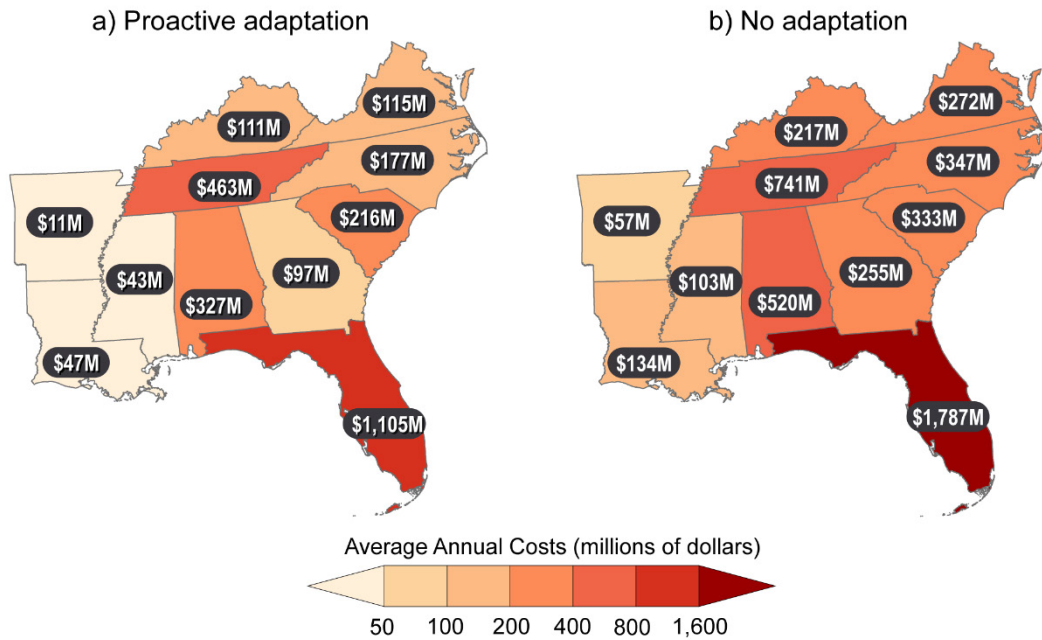 a) Proactive adaptation
$115M
$111M
$177M
$463M
$11M
$216M
$43M
$97M
$327M
$47M
$1,105M
b) No adaptation
$272M
$217M
$347M
$741M
$57M
$333M
$255M
$103M
$520M
$134M
$1,787M
Average Annual Costs (millions of dollars)
50 100 200 400 800 1,600